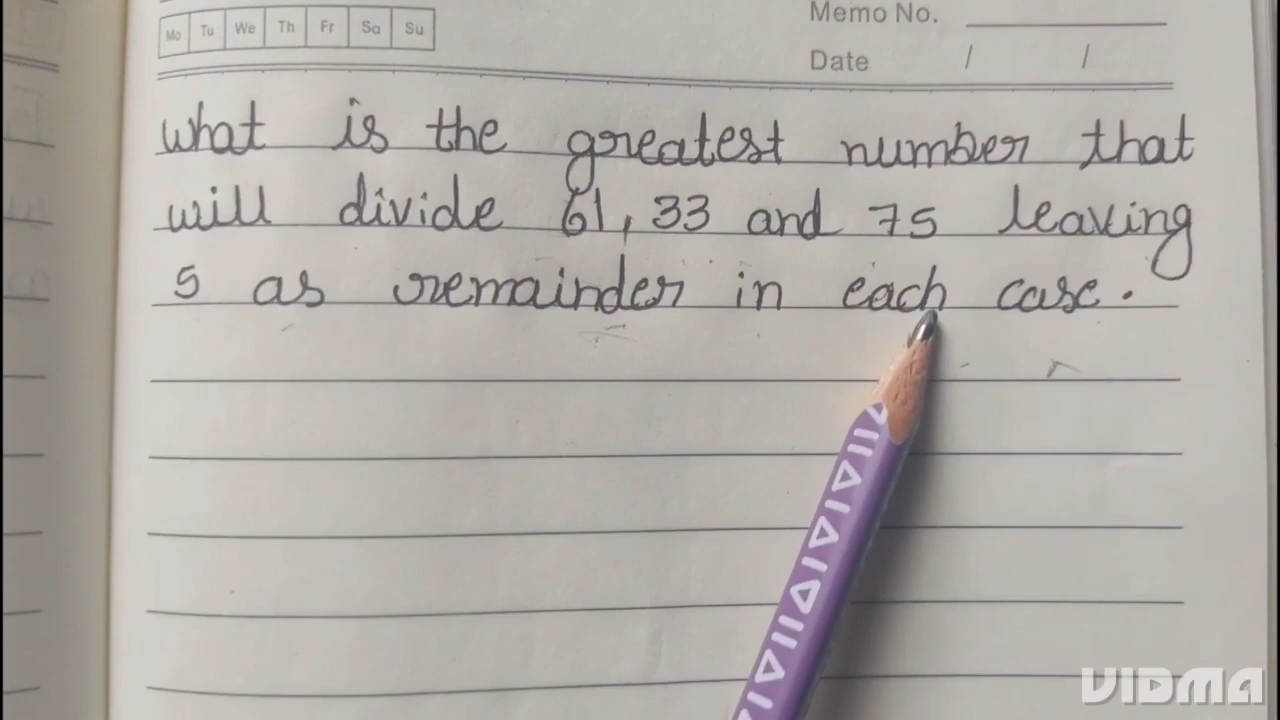 Memo No.
Mo Tu We Th Fr Sa Su
Date / /
what is the greatest number that
will divide 61, 33 and 75 leaving
5 as remainder in each case.
VIDMA